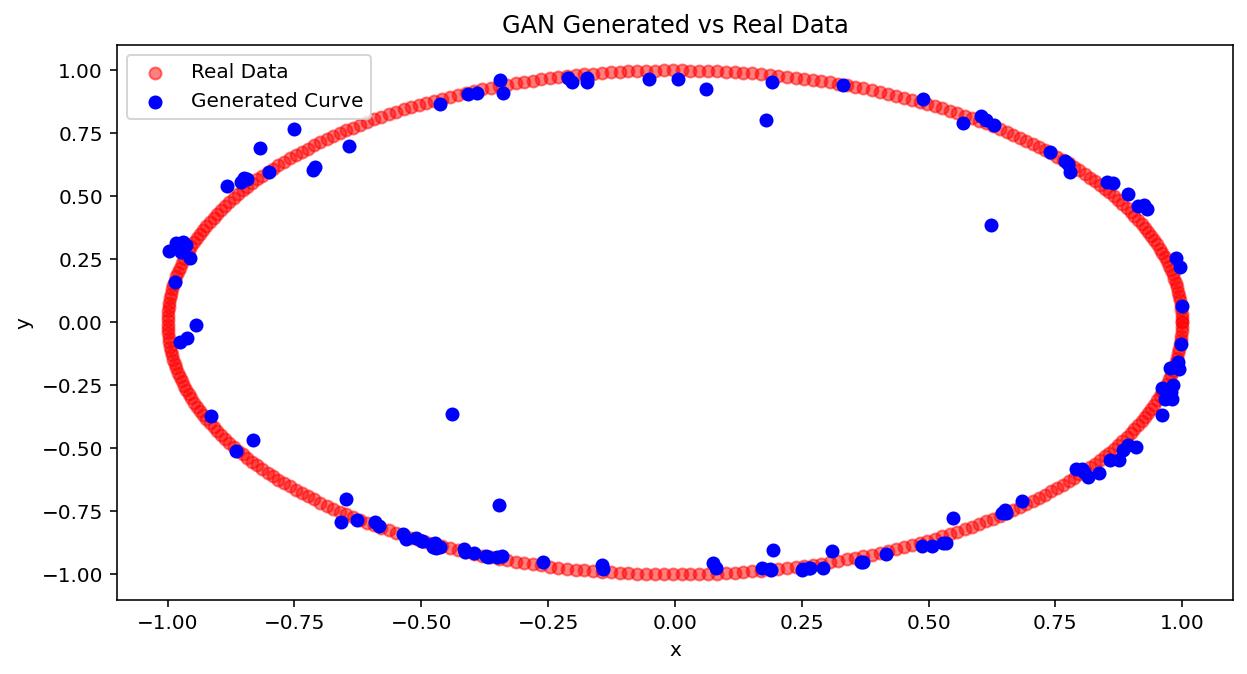 GAN Generated vs Real Data
Real Data
Generated Curve
1.00
0.75
0.50
0.25
0.00
−0.25
−0.50
−0.75
−1.00
y
−1.00 −0.75 −0.50 −0.25 0.00 0.25 0.50 0.75 1.00
x